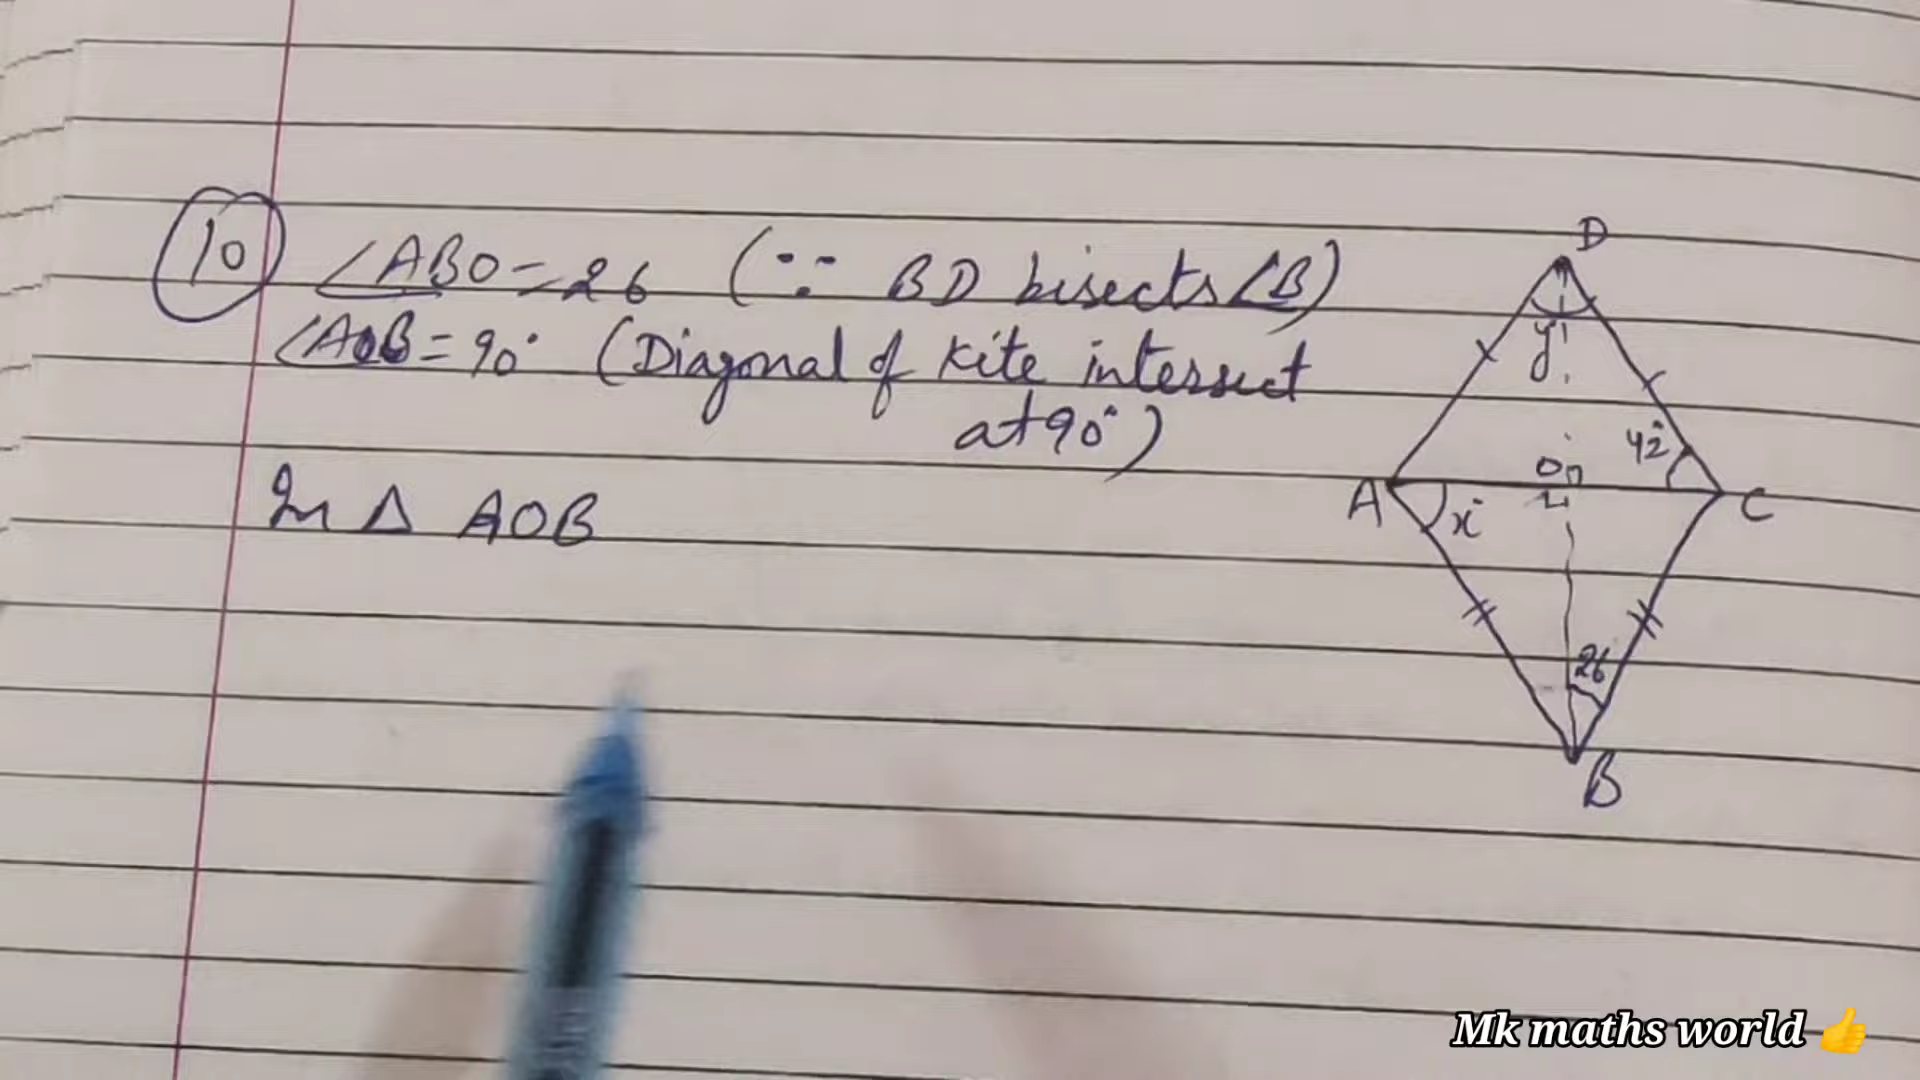 10 ∠ABO=26 (∵ BD bisects ∠B)
∠AOB=90° (Diagonal of kite intersect
at 90°)
In Δ AOB
D
y
42°
O
A
x°
C
26
B
Mk maths world 👍